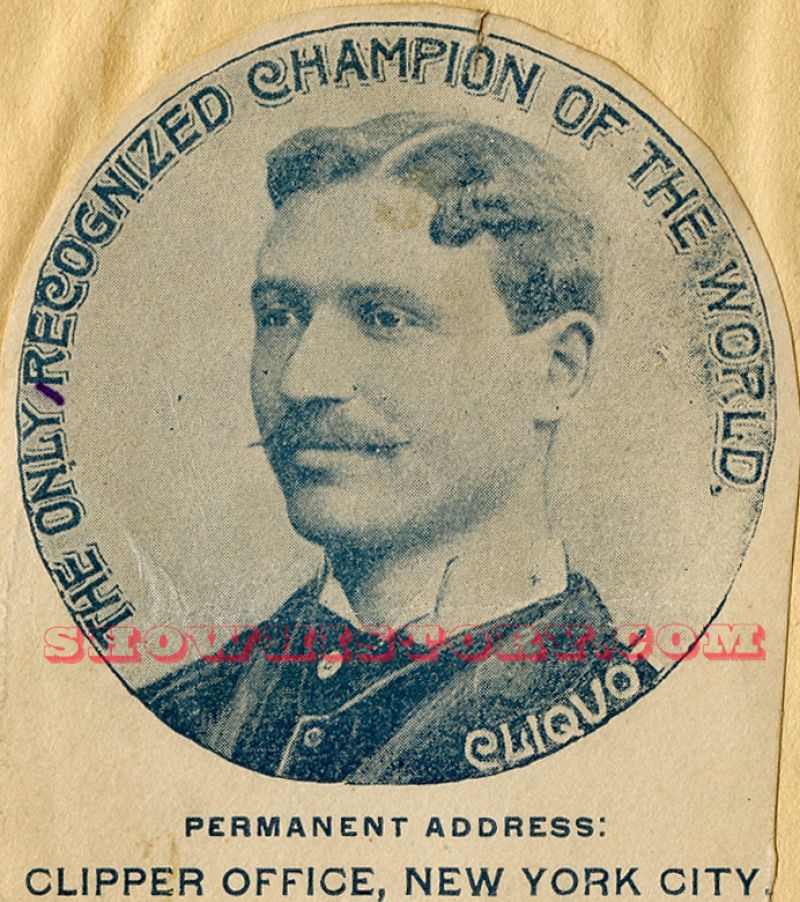 THE ONLY RECOGNIZED CHAMPION OF THE WORLD.
CLIQUOT
SHOWHISTORY.COM
PERMANENT ADDRESS:
CLIPPER OFFICE, NEW YORK CITY.